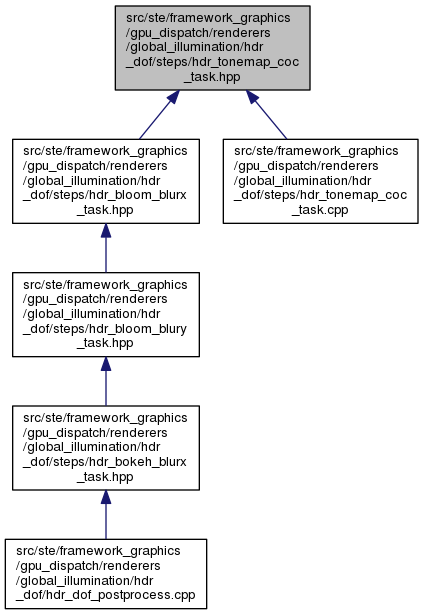 src/ste/framework_graphics
/gpu_dispatch/renderers
/global_illumination/hdr
_dof/steps/hdr_tonemap_coc
_task.hpp
src/ste/framework_graphics
/gpu_dispatch/renderers
/global_illumination/hdr
_dof/steps/hdr_bloom_blurx
_task.hpp
src/ste/framework_graphics
/gpu_dispatch/renderers
/global_illumination/hdr
_dof/steps/hdr_tonemap_coc
_task.cpp
src/ste/framework_graphics
/gpu_dispatch/renderers
/global_illumination/hdr
_dof/steps/hdr_bloom_blury
_task.hpp
src/ste/framework_graphics
/gpu_dispatch/renderers
/global_illumination/hdr
_dof/steps/hdr_bokeh_blurx
_task.hpp
src/ste/framework_graphics
/gpu_dispatch/renderers
/global_illumination/hdr
_dof/hdr_dof_postprocess.cpp